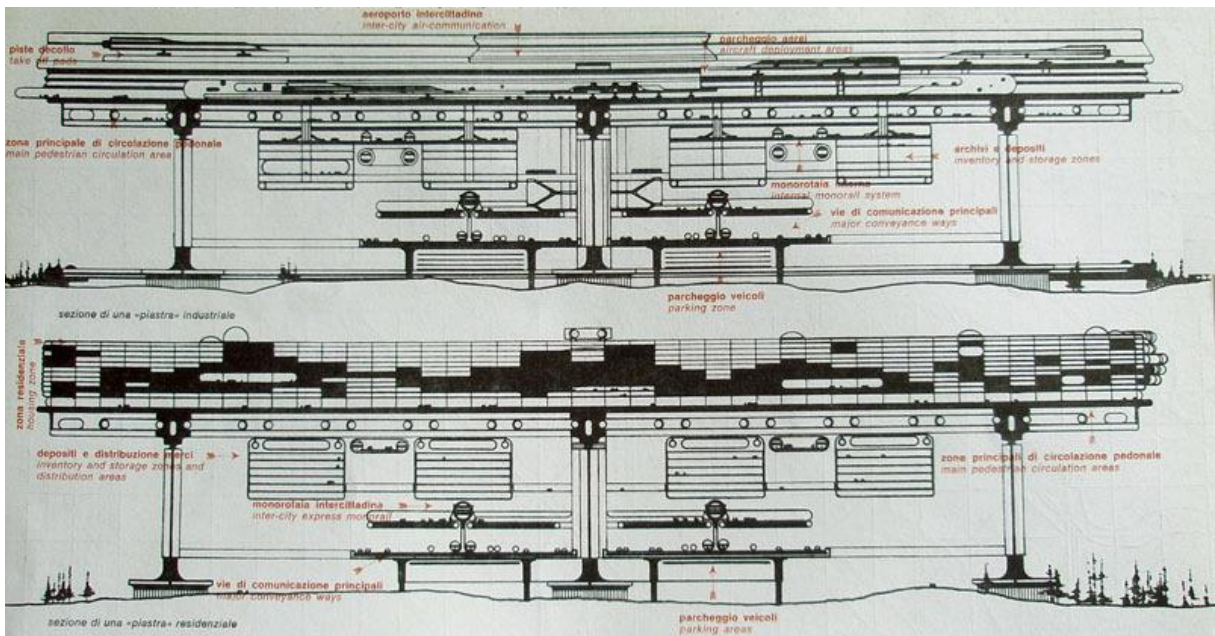 aeroporto intercittadino
inter-city air-communication
piste decollo
take off pads
parcheggio aerei
aircraft deployment areas
zona principale di circolazione pedonale
main pedestrian circulation area
archivi e depositi
inventory and storage zones
monorotaia interna
internal monorail system
vie di comunicazione principali
major conveyance ways
parcheggio veicoli
parking zone
sezione di una «piastra» industriale
zona residenziale
housing zone
depositi e distribuzione merci
inventory and storage zones and
distribution areas
zona principali di circolazione pedonale
main pedestrian circulation areas
monorotaia intercittadina
inter-city express monorail
vie di comunicazione principali
major conveyance ways
parcheggio veicoli
parking areas
sezione di una «piastra» residenziale